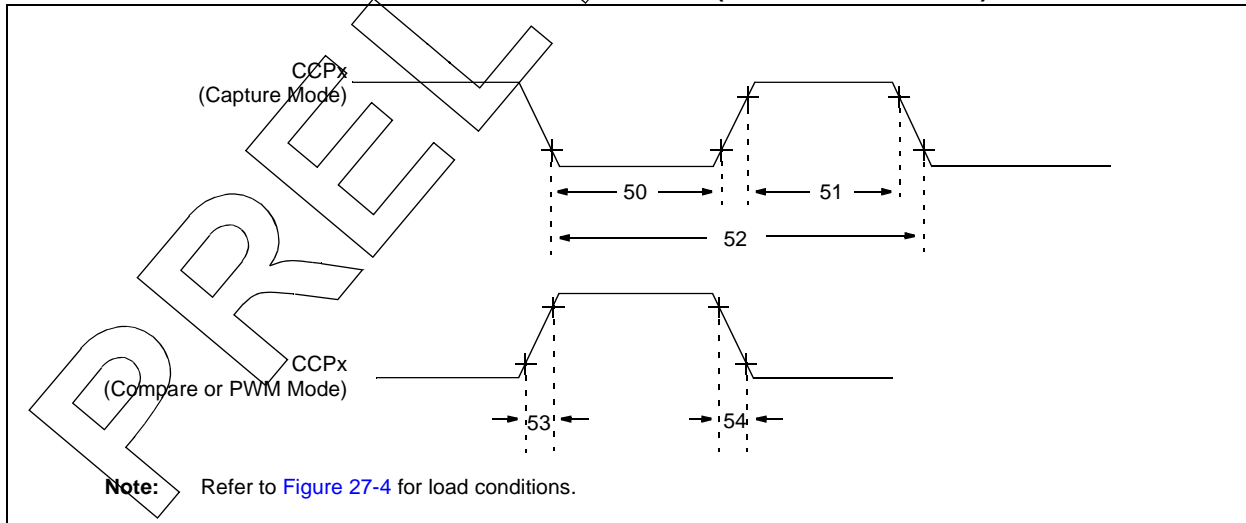 CCPx
(Capture Mode)
50
51
52
CCPx
(Compare or PWM Mode)
53
54
Note: Refer to Figure 27-4 for load conditions.
PREL